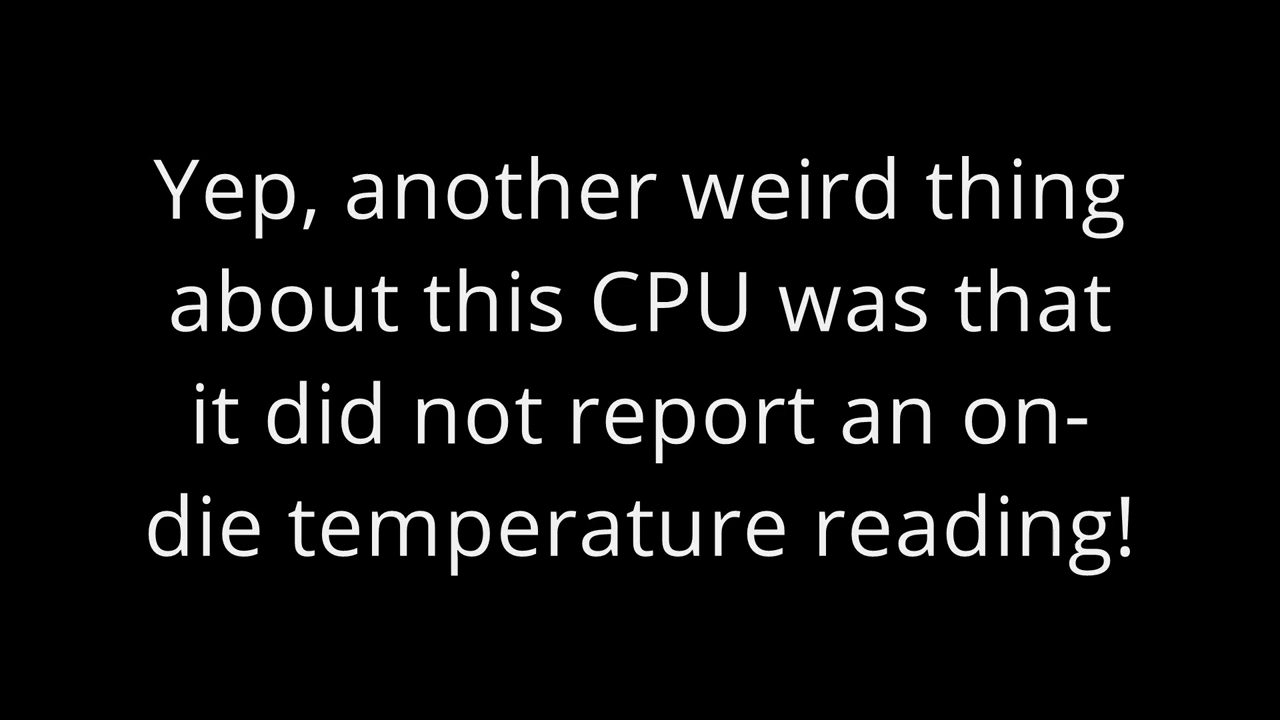 Yep, another weird thing
about this CPU was that
it did not report an on-
die temperature reading!